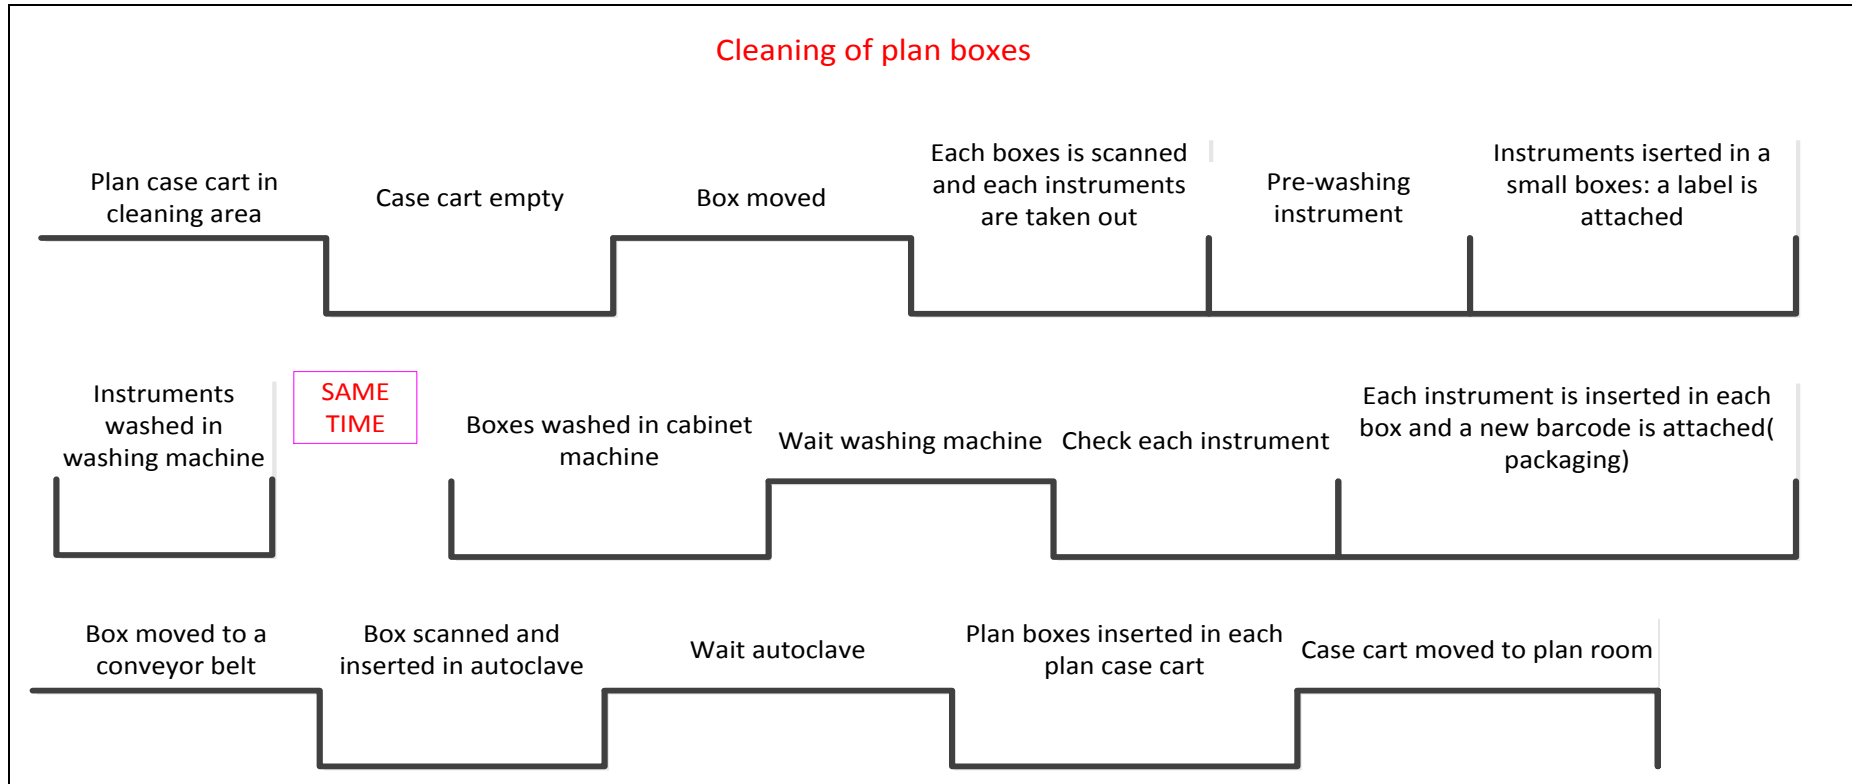 Cleaning of plan boxes
Plan case cart in
cleaning area
Case cart empty
Box moved
Each boxes is scanned
and each instruments
are taken out
Pre-washing
instrument
Instruments iserted in a
small boxes: a label is
attached
Instruments
washed in
washing machine
SAME
TIME
Boxes washed in cabinet
machine
Wait washing machine
Check each instrument
Each instrument is inserted in each
box and a new barcode is attached(
packaging)
Box moved to a
conveyor belt
Box scanned and
inserted in autoclave
Wait autoclave
Plan boxes inserted in each
plan case cart
Case cart moved to plan room